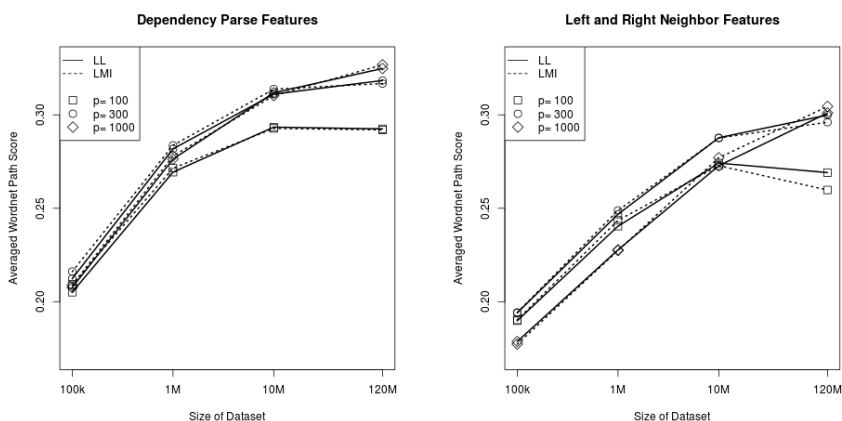 Dependency Parse Features
LL
LMI
p= 100
p= 300
p= 1000
Averaged Wordnet Path Score
0.30
0.25
0.20
100k 1M 10M 120M
Size of Dataset
Left and Right Neighbor Features
LL
LMI
p= 100
p= 300
p= 1000
Averaged Wordnet Path Score
0.30
0.25
0.20
100k 1M 10M 120M
Size of Dataset